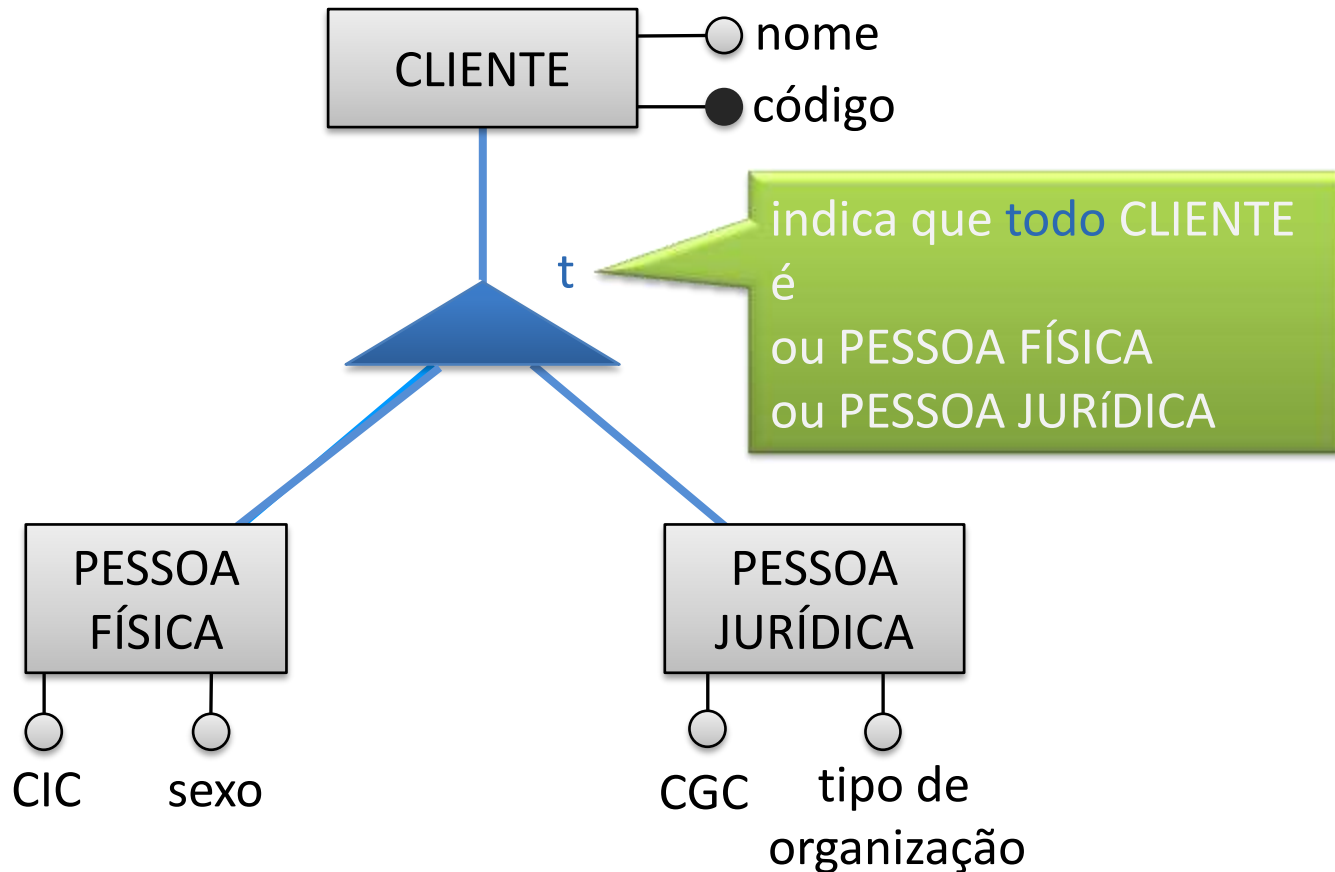 CLIENTE
nome
código
t
indica que todo CLIENTE
é
ou PESSOA FÍSICA
ou PESSOA JURíDICA
PESSOA
FÍSICA
PESSOA
JURÍDICA
CIC
sexo
CGC
tipo de
organização